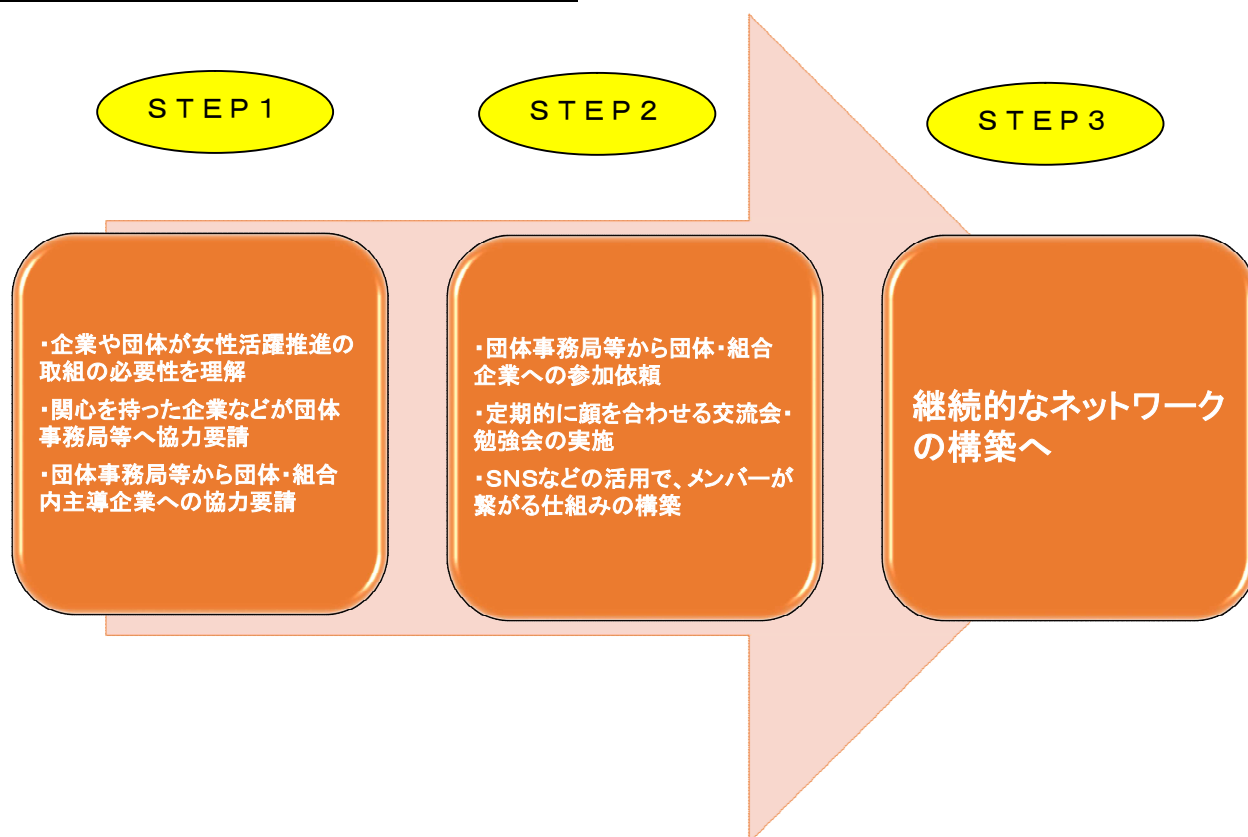 STEP1
STEP2
STEP3
・企業や団体が女性活躍推進の
取組の必要性を理解
・関心を持った企業などが団体
事務局等へ協力要請
・団体事務局等から団体・組合
内主導企業への協力要請
・団体事務局等から団体・組合
企業への参加依頼
・定期的に顔を合わせる交流会・
勉強会の実施
・SNSなどの活用で、メンバーが
繋がる仕組みの構築
継続的なネットワーク
の構築へ